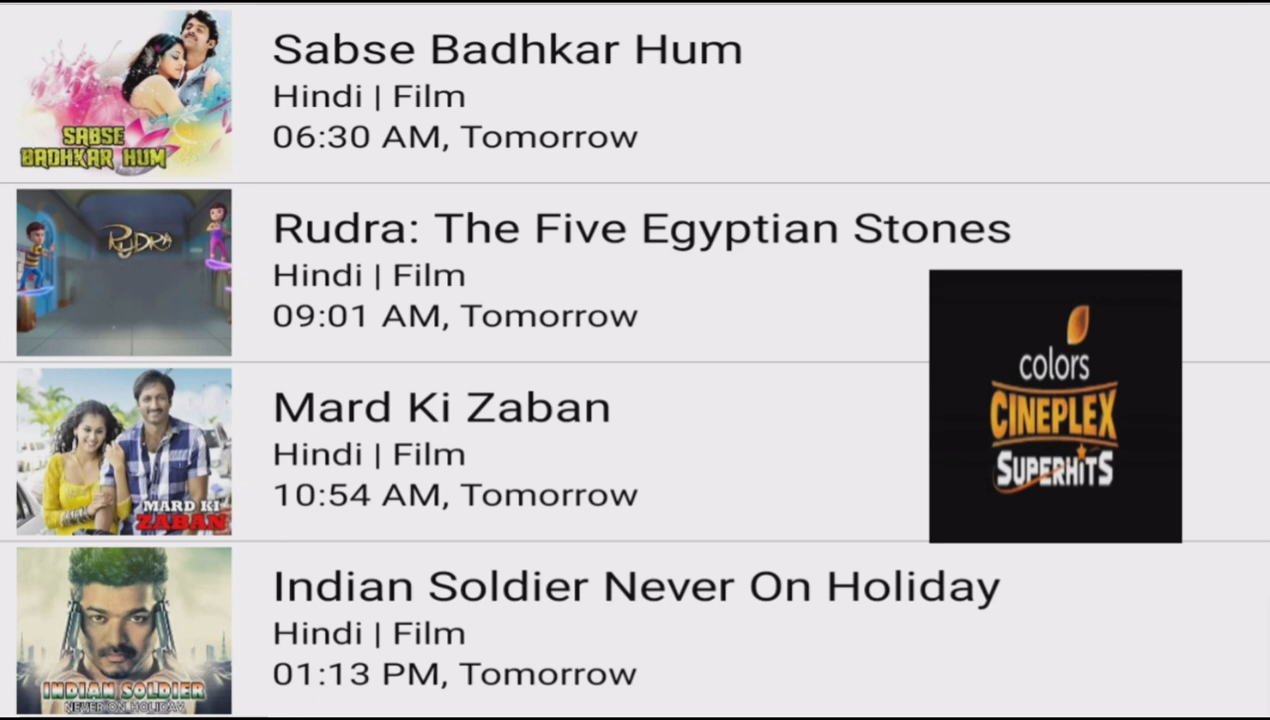 SABSE
BADHKAR HUM
Sabse Badhkar Hum
Hindi | Film
06:30 AM, Tomorrow
RUDRA
Rudra: The Five Egyptian Stones
Hindi | Film
09:01 AM, Tomorrow
MARD KI
ZABAN
Mard Ki Zaban
Hindi | Film
10:54 AM, Tomorrow
colors
CINEPLEX
SUPERHITS
INDIAN SOLDIER
NEVER ON HOLIDAY
Indian Soldier Never On Holiday
Hindi | Film
01:13 PM, Tomorrow